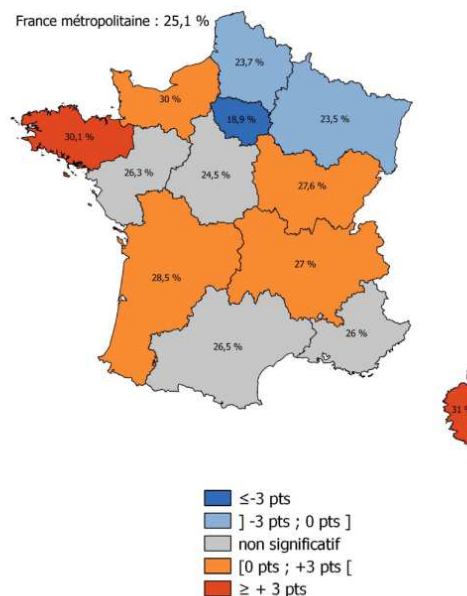 France métropolitaine : 25,1 %
23,7 %
30 %
18,9 %
23,5 %
30,1 %
26,3 %
24,5 %
27,6 %
28,5 %
27 %
26,5 %
26 %
31
≤-3 pts
] -3 pts ; 0 pts ]
non significatif
[0 pts ; +3 pts [
≥ + 3 pts